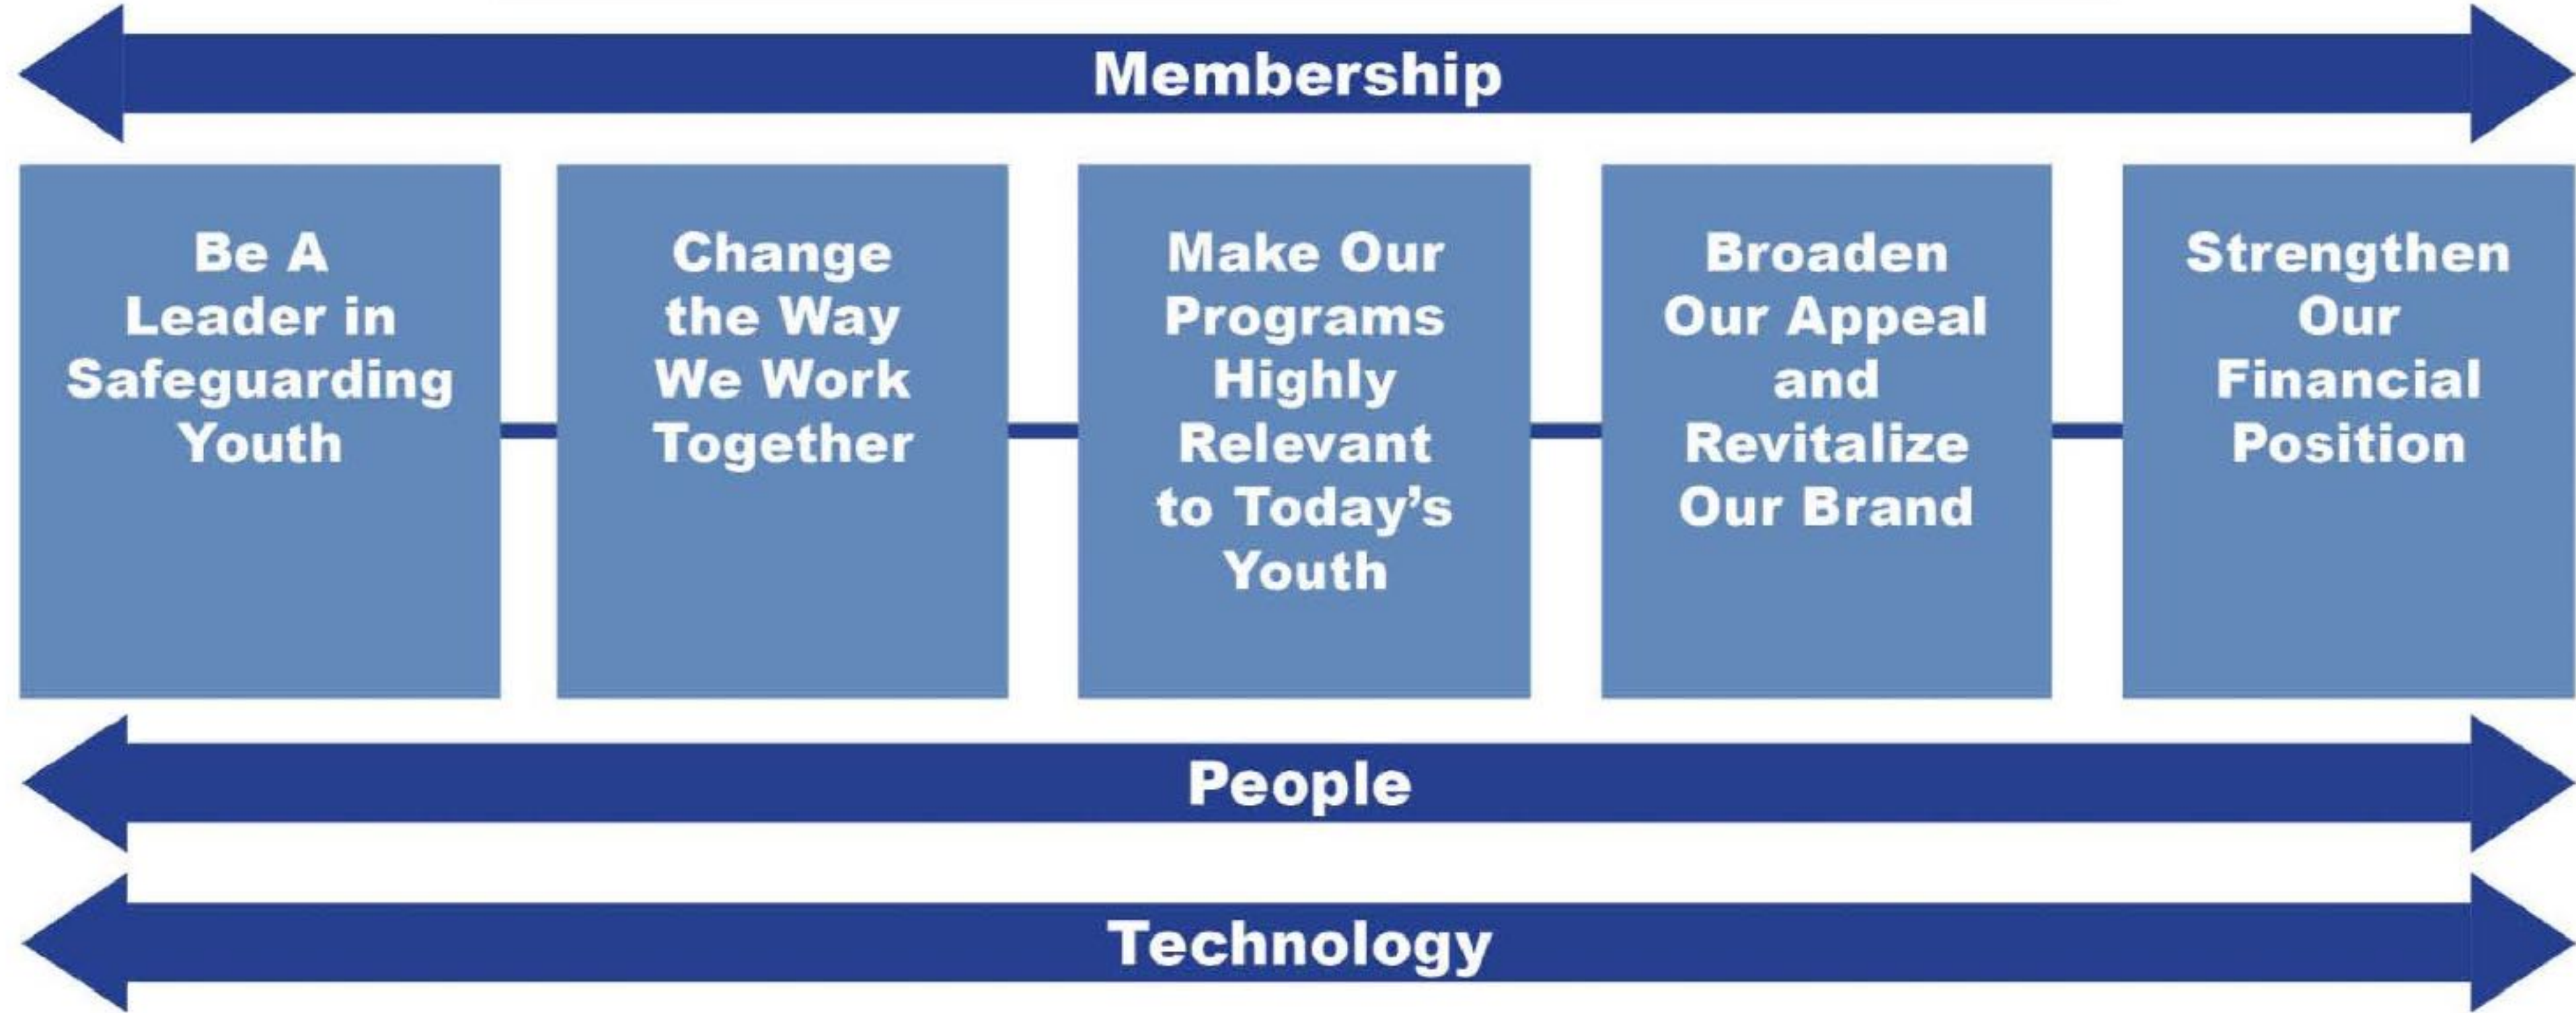 Membership
Be A
Leader in
Safeguarding
Youth
Change
the Way
We Work
Together
Make Our
Programs
Highly
Relevant
to Today’s
Youth
Broaden
Our Appeal
and
Revitalize
Our Brand
Strengthen
Our
Financial
Position
People
Technology